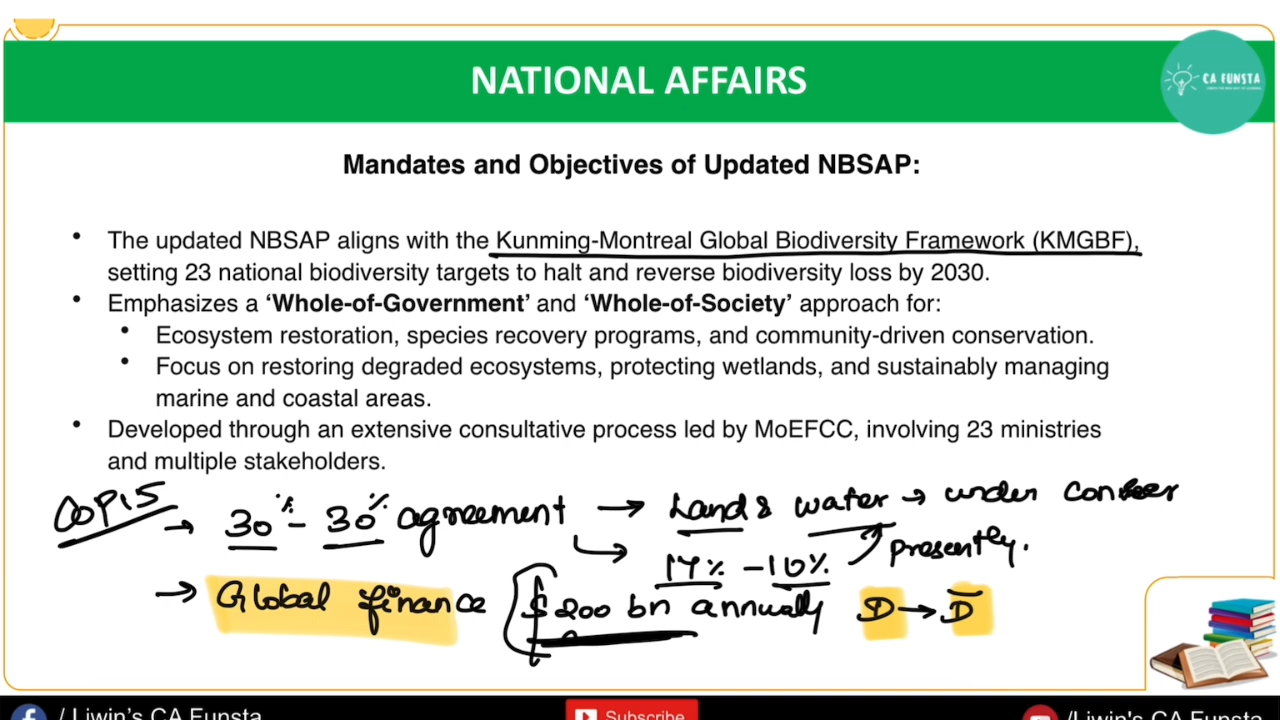 NATIONAL AFFAIRS
CA FUNSTA
Mandates and Objectives of Updated NBSAP:
• The updated NBSAP aligns with the Kunming-Montreal Global Biodiversity Framework (KMGBF),
setting 23 national biodiversity targets to halt and reverse biodiversity loss by 2030.
• Emphasizes a ‘Whole-of-Government’ and ‘Whole-of-Society’ approach for:
• Ecosystem restoration, species recovery programs, and community-driven conservation.
• Focus on restoring degraded ecosystems, protecting wetlands, and sustainably managing
marine and coastal areas.
• Developed through an extensive consultative process led by MoEFCC, involving 23 ministries
and multiple stakeholders.
COP15 → 30% - 30% agreement → Land & water → under conser
↳ 17% - 10% presently.
→ Global finance $ 200 bn annually D → D
/ Liwin's CA Funsta
Subscribe
/Liwin's CA Funsta